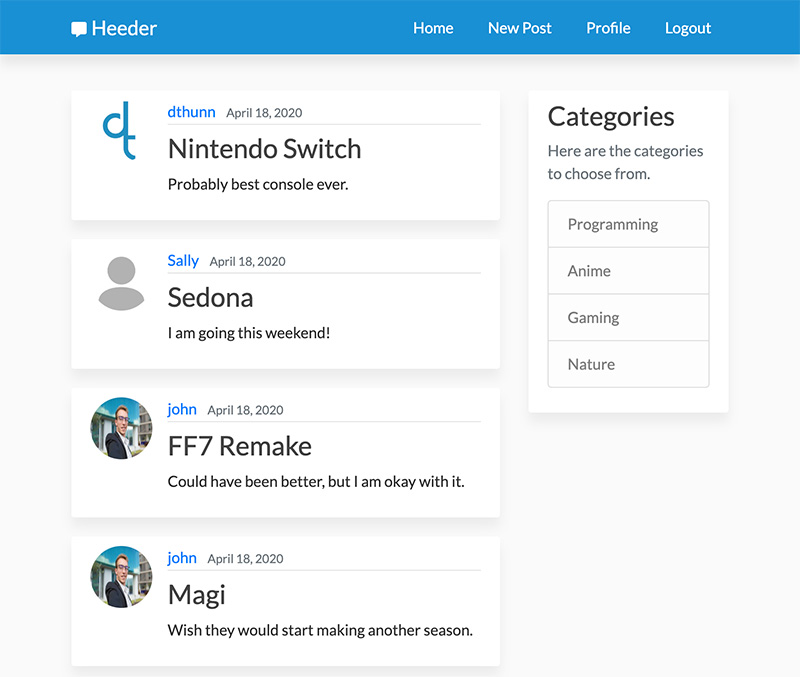 Heeder
Home New Post Profile Logout
dthunn April 18, 2020
Nintendo Switch
Probably best console ever.
Sally April 18, 2020
Sedona
I am going this weekend!
john April 18, 2020
FF7 Remake
Could have been better, but I am okay with it.
john April 18, 2020
Magi
Wish they would start making another season.
Categories
Here are the categories
to choose from.
Programming
Anime
Gaming
Nature